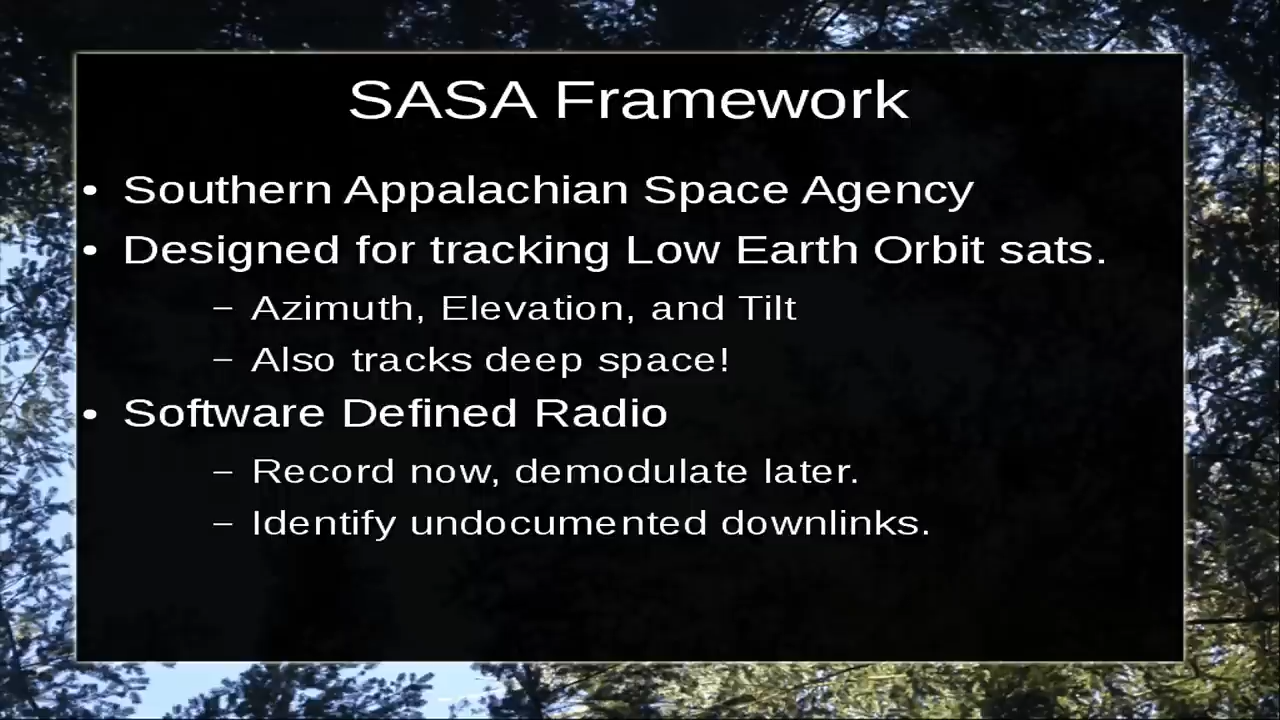 SASA Framework
• Southern Appalachian Space Agency
• Designed for tracking Low Earth Orbit sats.
– Azimuth, Elevation, and Tilt
– Also tracks deep space!
• Software Defined Radio
– Record now, demodulate later.
– Identify undocumented downlinks.